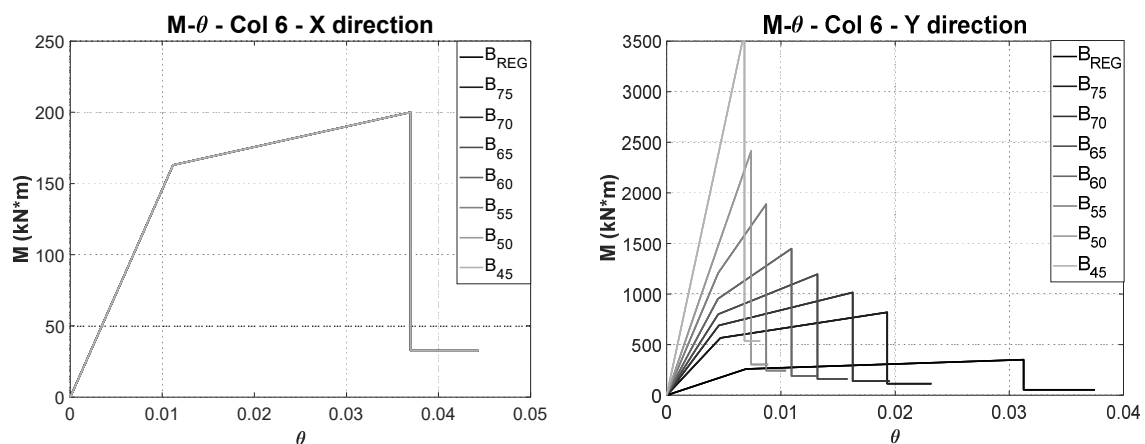 M-θ - Col 6 - X direction
250
200
150
100
50
0
M (kN*m)
0
0.01
0.02
0.03
0.04
0.05
θ
B_REG
B_75
B_70
B_65
B_60
B_55
B_50
B_45
M-θ - Col 6 - Y direction
3500
3000
2500
2000
1500
1000
500
0
M (kN*m)
0
0.01
0.02
0.03
0.04
θ
B_REG
B_75
B_70
B_65
B_60
B_55
B_50
B_45